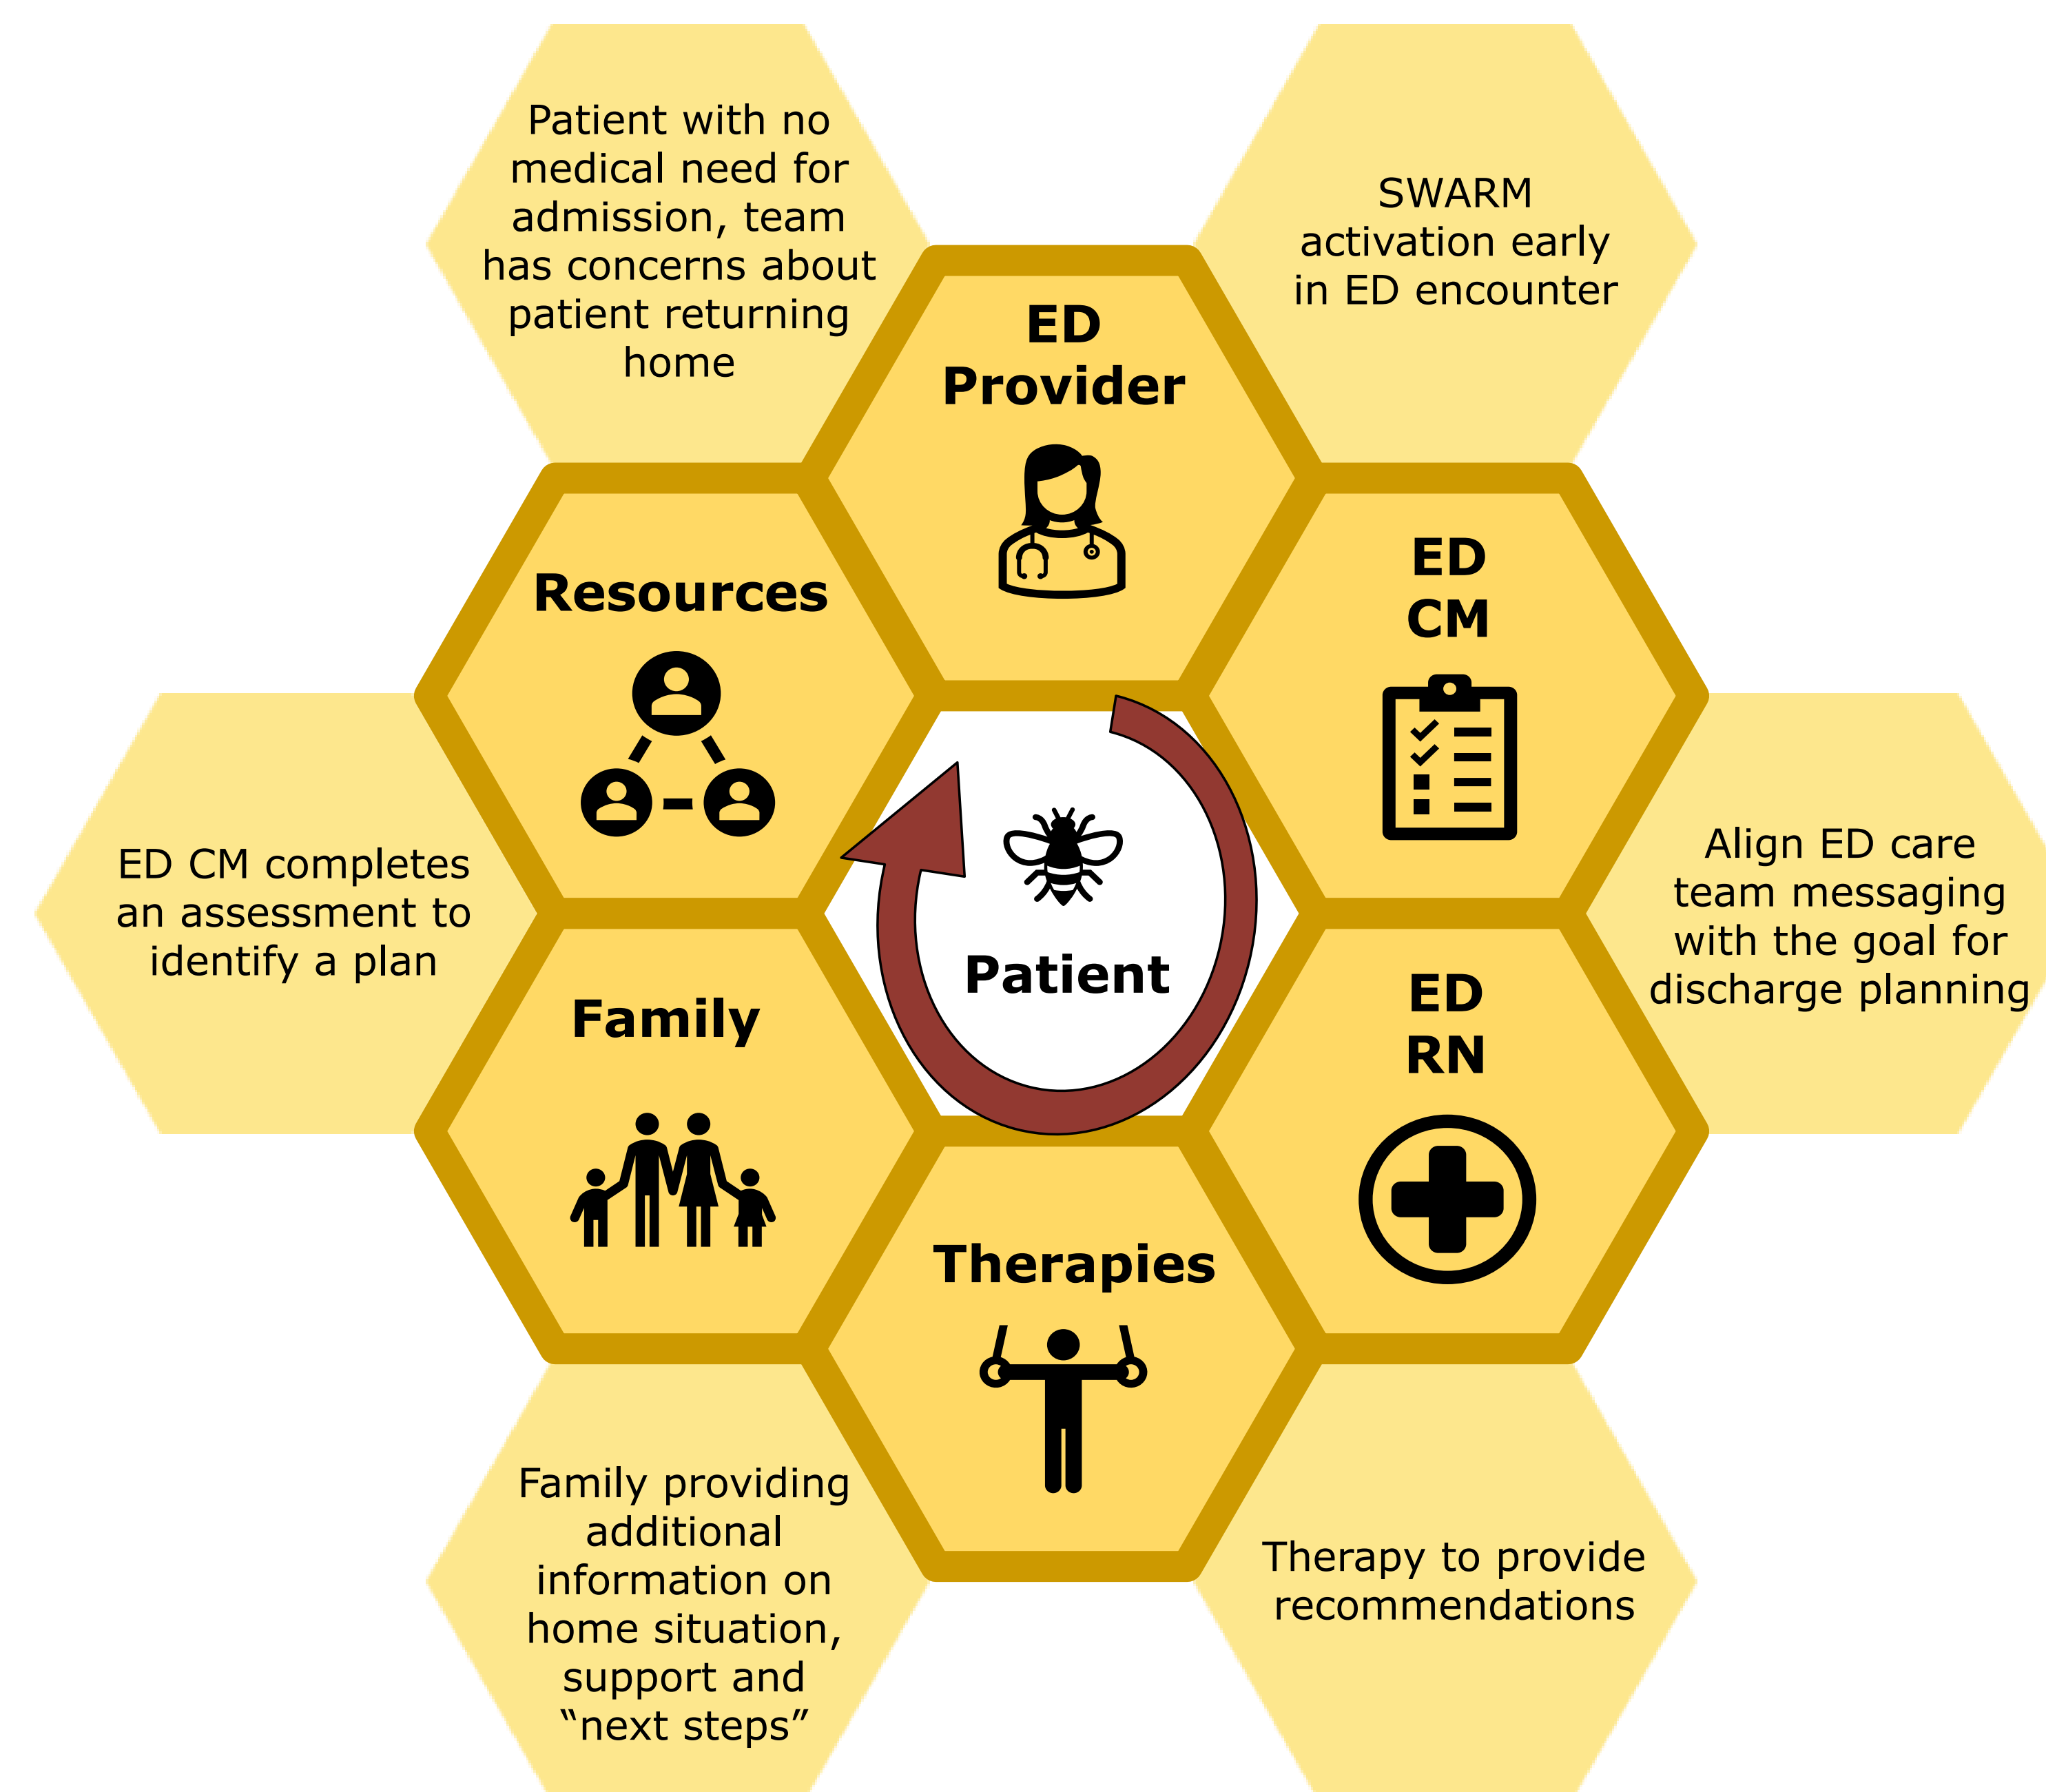 Patient with no
medical need for
admission, team
has concerns about
patient returning
home
SWARM
activation early
in ED encounter
ED
Provider
Resources
ED
CM
ED CM completes
an assessment to
identify a plan
Align ED care
team messaging
with the goal for
discharge planning
Patient
Family
ED
RN
Therapies
Family providing
additional
information on
home situation,
support and
“next steps”
Therapy to provide
recommendations